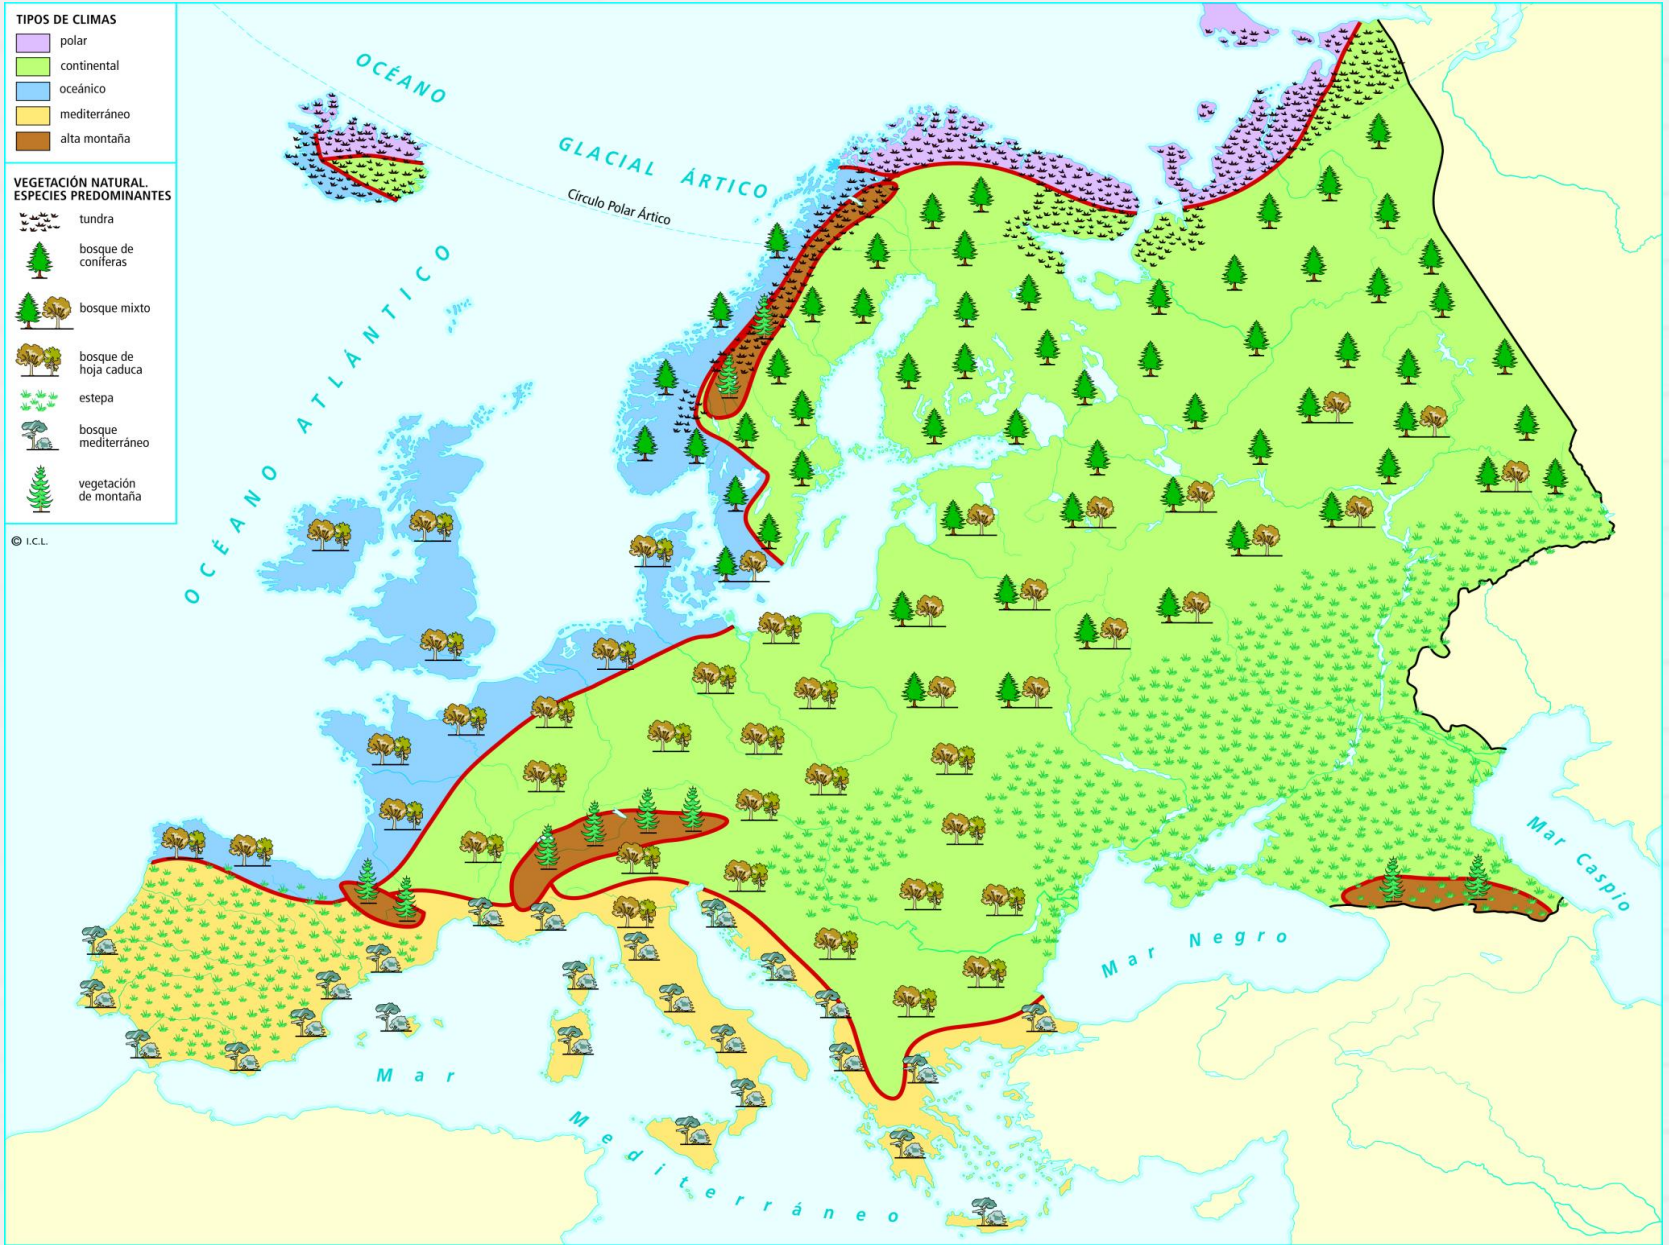 TIPOS DE CLIMAS
polar
continental
oceánico
mediterráneo
alta montaña
VEGETACIÓN NATURAL.
ESPECIES PREDOMINANTES
tundra
bosque de
coníferas
bosque mixto
bosque de
hoja caduca
estepa
bosque
mediterráneo
vegetación
de montaña
© I.C.L.
OCÉANO
GLACIAL ÁRTICO
Círculo Polar Ártico
OCÉANO ATLÁNTICO
Mar Caspio
Mar Negro
Mar
Mediterráneo